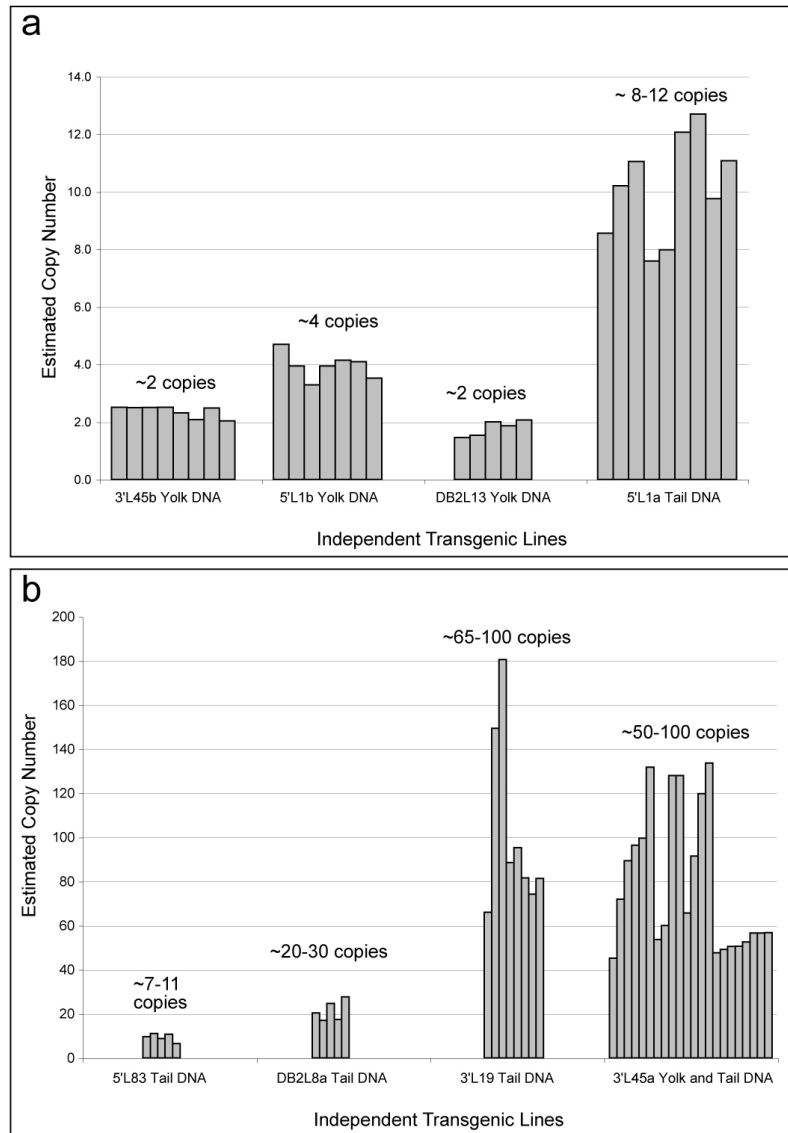 a
14.0
12.0
10.0
8.0
6.0
4.0
2.0
0.0
Estimated Copy Number
~2 copies
~4 copies
~2 copies
~ 8-12 copies
3'L45b Yolk DNA
5'L1b Yolk DNA
DB2L13 Yolk DNA
5'L1a Tail DNA
Independent Transgenic Lines
b
200
180
160
140
120
100
80
60
40
20
0
Estimated Copy Number
~7-11
copies
~20-30 copies
~65-100 copies
~50-100 copies
5'L83 Tail DNA
DB2L8a Tail DNA
3'L19 Tail DNA
3'L45a Yolk and Tail DNA
Independent Transgenic Lines